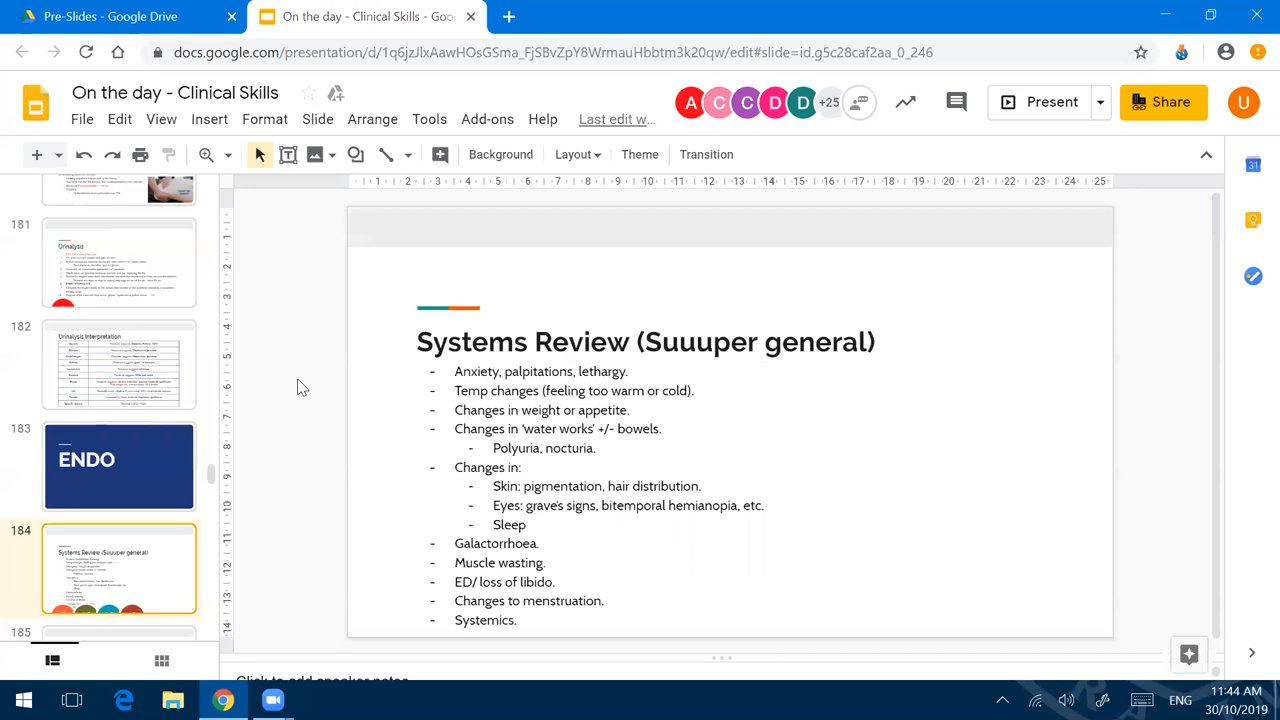 Pre-Slides - Google Drive
On the day - Clinical Skills - Goo
docs.google.com/presentation/d/1q6jzJlxAawHOsGSma_FjSBvZpY8WrmauHbbtm3k20qw/edit#slide=id.g5c28caf2aa_0_246
On the day - Clinical Skills
A C C D D +25
Present
Share
U
File Edit View Insert Format Slide Arrange Tools Add-ons Help Last edit w...
Background Layout Theme Transition
181
Urinalysis
182
Urinalysis Interpretation
183
ENDO
184
Systems Review (Suuuper general)
185
Systems Review (Suuuper general)
- Anxiety, palpitations, lethargy.
- Temp changes (feeling too warm or cold).
- Changes in weight or appetite.
- Changes in ‘water works’ +/- bowels.
- Polyuria, nocturia.
- Changes in:
- Skin: pigmentation, hair distribution.
- Eyes: grave's signs, bitemporal hemianopia, etc.
- Sleep
- Galactorrhoea.
- Muscle wasting.
- ED/ loss of libido.
- Changes to menstruation.
- Systemics.
Click to add speaker notes
31
ENG
11:44 AM
30/10/2019